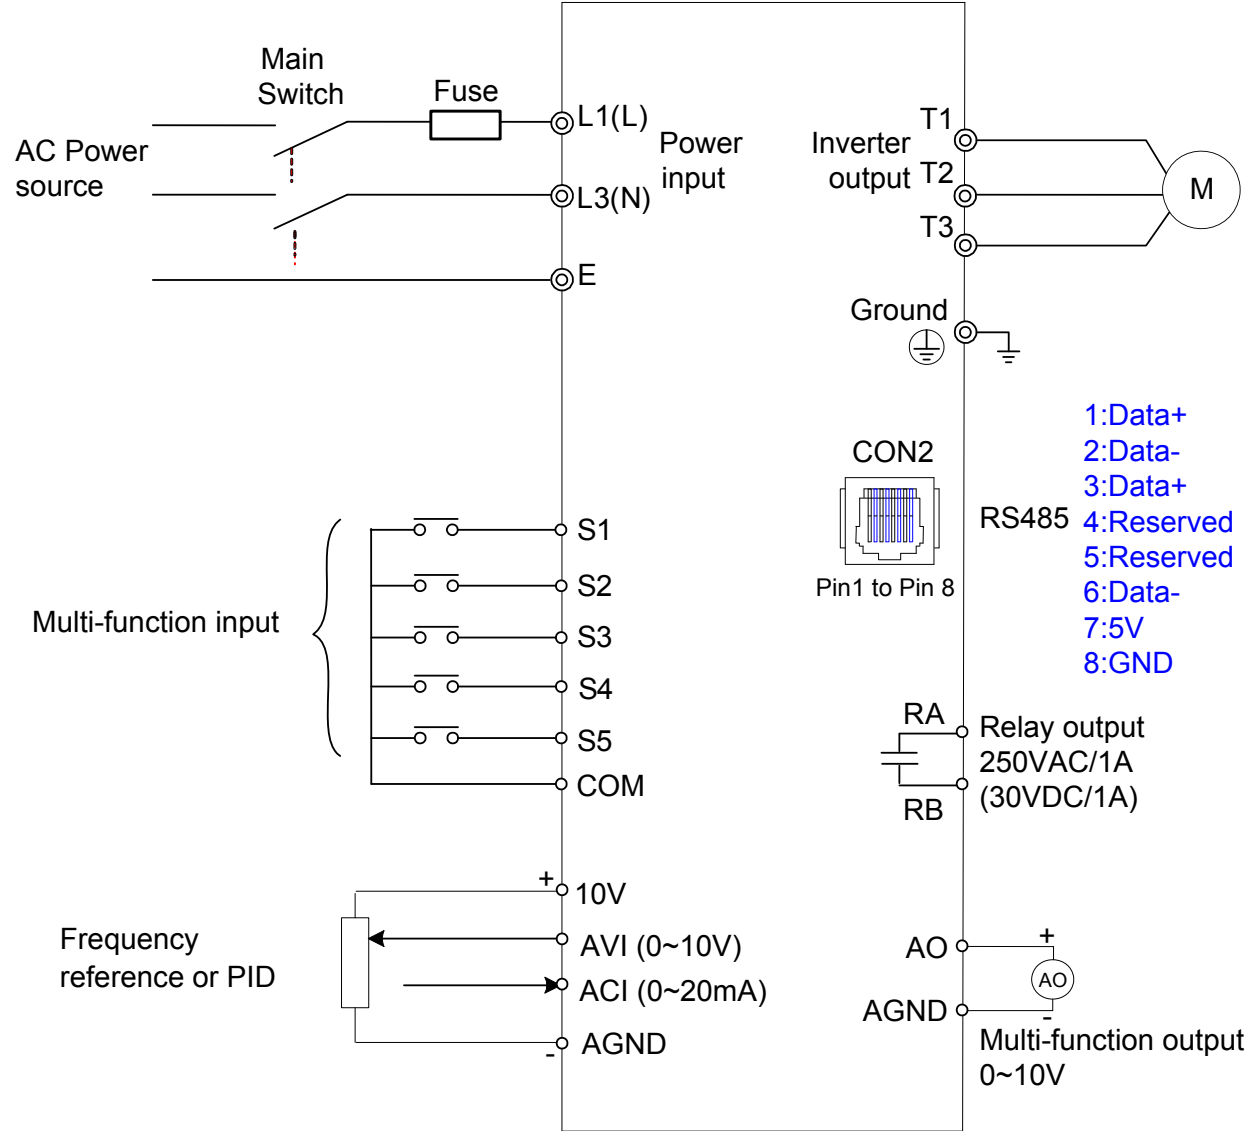 Main
Switch
Fuse
AC Power
source
L1(L)
L3(N)
E
Power
input
Inverter
output
T1
T2
T3
M
Ground
CON2
Pin1 to Pin 8
RS485
1:Data+
2:Data-
3:Data+
4:Reserved
5:Reserved
6:Data-
7:5V
8:GND
Multi-function input
S1
S2
S3
S4
S5
COM
RA
RB
Relay output
250VAC/1A
(30VDC/1A)
Frequency
reference or PID
+
10V
AVI (0~10V)
ACI (0~20mA)
-
AGND
AO
AGND
+
AO
-
Multi-function output
0~10V